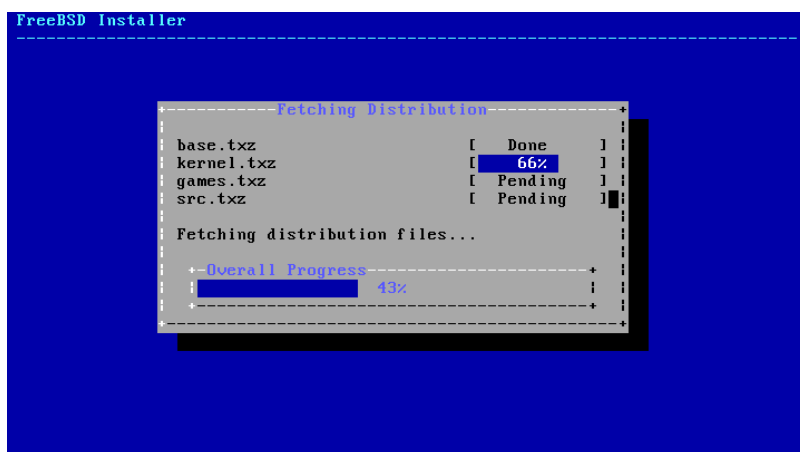 FreeBSD Installer
Fetching Distribution
base.txz [ Done ]
kernel.txz [ 66% ]
games.txz [ Pending ]
src.txz [ Pending ]
Fetching distribution files...
Overall Progress
43%